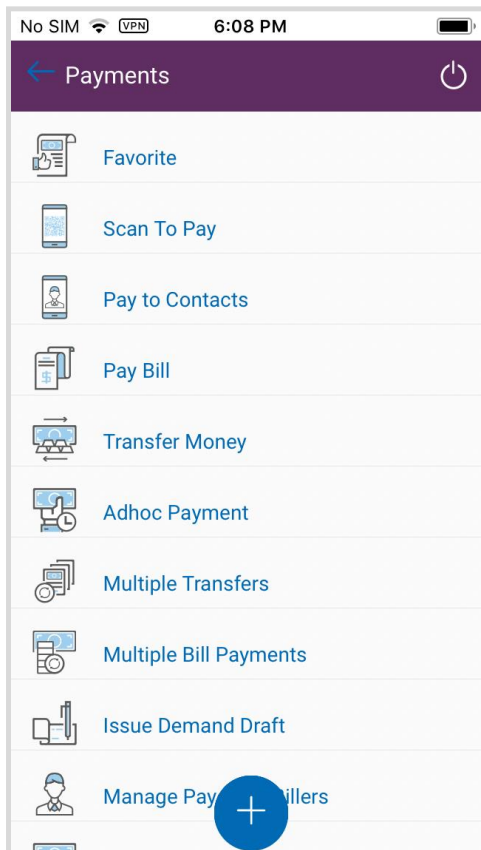 No SIM VPN 6:08 PM
Payments
Favorite
Scan To Pay
Pay to Contacts
Pay Bill
$
Transfer Money
Adhoc Payment
Multiple Transfers
Multiple Bill Payments
Issue Demand Draft
Manage Pay illers